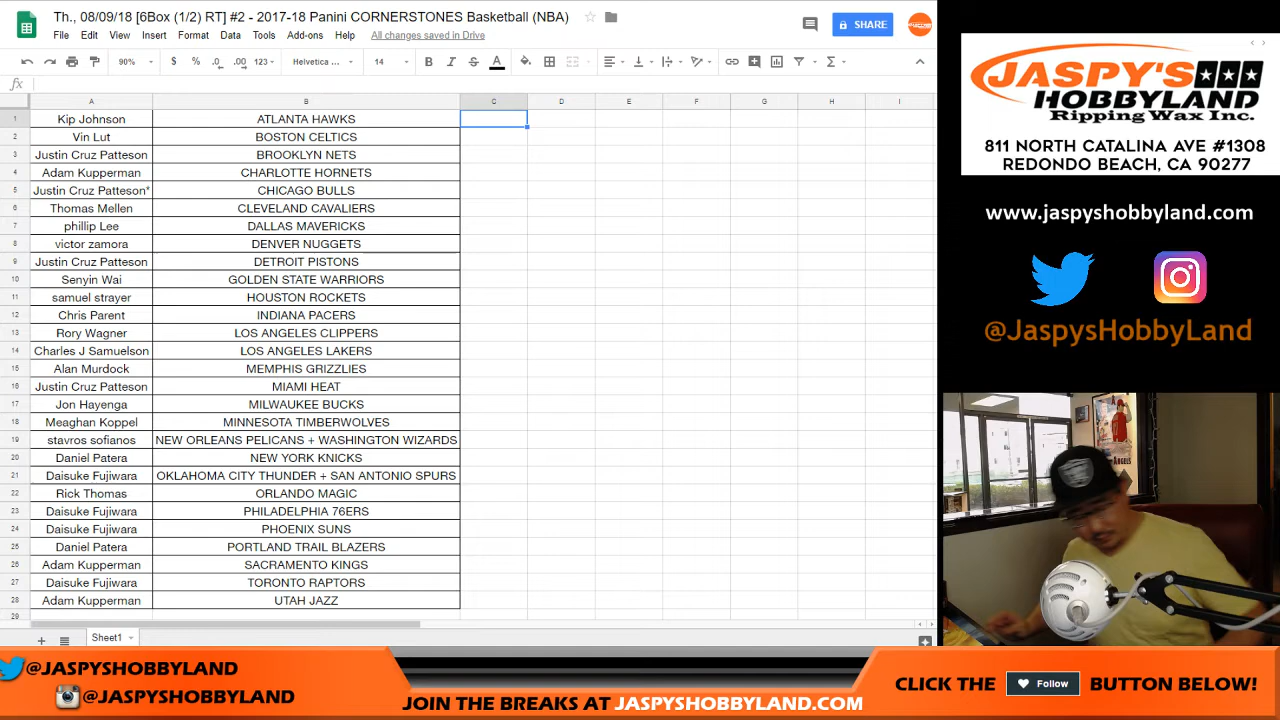 Th., 08/09/18 [6Box (1/2) RT] #2 - 2017-18 Panini CORNERSTONES Basketball (NBA)
File Edit View Insert Format Data Tools Add-ons Help All changes saved in Drive
SHARE
90% $ % .0 .00 123 Helvetica ... 14 B I S A
fx
A B C D E F G H I
1 Kip Johnson ATLANTA HAWKS
2 Vin Lut BOSTON CELTICS
3 Justin Cruz Patteson BROOKLYN NETS
4 Adam Kupperman CHARLOTTE HORNETS
5 Justin Cruz Patteson* CHICAGO BULLS
6 Thomas Mellen CLEVELAND CAVALIERS
7 phillip Lee DALLAS MAVERICKS
8 victor zamora DENVER NUGGETS
9 Justin Cruz Patteson DETROIT PISTONS
10 Senyin Wai GOLDEN STATE WARRIORS
11 samuel strayer HOUSTON ROCKETS
12 Chris Parent INDIANA PACERS
13 Rory Wagner LOS ANGELES CLIPPERS
14 Charles J Samuelson LOS ANGELES LAKERS
15 Alan Murdock MEMPHIS GRIZZLIES
16 Justin Cruz Patteson MIAMI HEAT
17 Jon Hayenga MILWAUKEE BUCKS
18 Meaghan Koppel MINNESOTA TIMBERWOLVES
19 stavros sofianos NEW ORLEANS PELICANS + WASHINGTON WIZARDS
20 Daniel Patera NEW YORK KNICKS
21 Daisuke Fujiwara OKLAHOMA CITY THUNDER + SAN ANTONIO SPURS
22 Rick Thomas ORLANDO MAGIC
23 Daisuke Fujiwara PHILADELPHIA 76ERS
24 Daisuke Fujiwara PHOENIX SUNS
25 Daniel Patera PORTLAND TRAIL BLAZERS
26 Adam Kupperman SACRAMENTO KINGS
27 Daisuke Fujiwara TORONTO RAPTORS
28 Adam Kupperman UTAH JAZZ
29
Sheet1
JASPY'S
HOBBYLAND
Ripping Wax Inc.
811 NORTH CATALINA AVE #1308
REDONDO BEACH, CA 90277
www.jaspyshobbyland.com
@JaspysHobbyLand
@JASPYSHOBBYLAND
@JASPYSHOBBYLAND
JOIN THE BREAKS AT JASPYSHOBBYLAND.COM
CLICK THE Follow BUTTON BELOW!